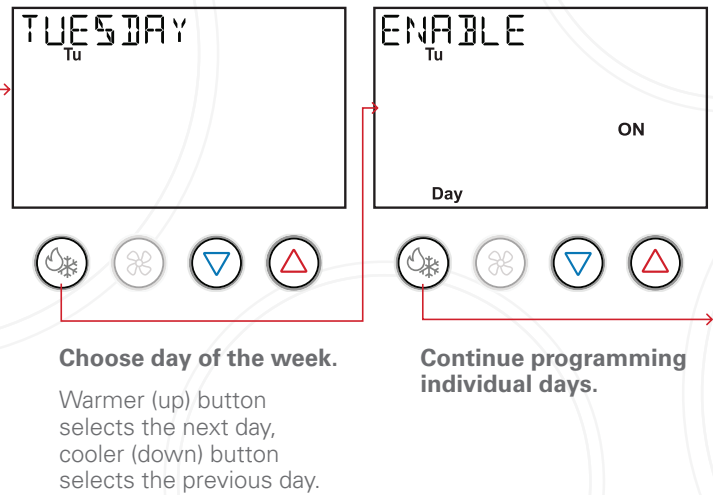 TUESDAY
Tu
ENABLE
Tu
ON
Day
Choose day of the week.
Warmer (up) button
selects the next day,
cooler (down) button
selects the previous day.
Continue programming
individual days.